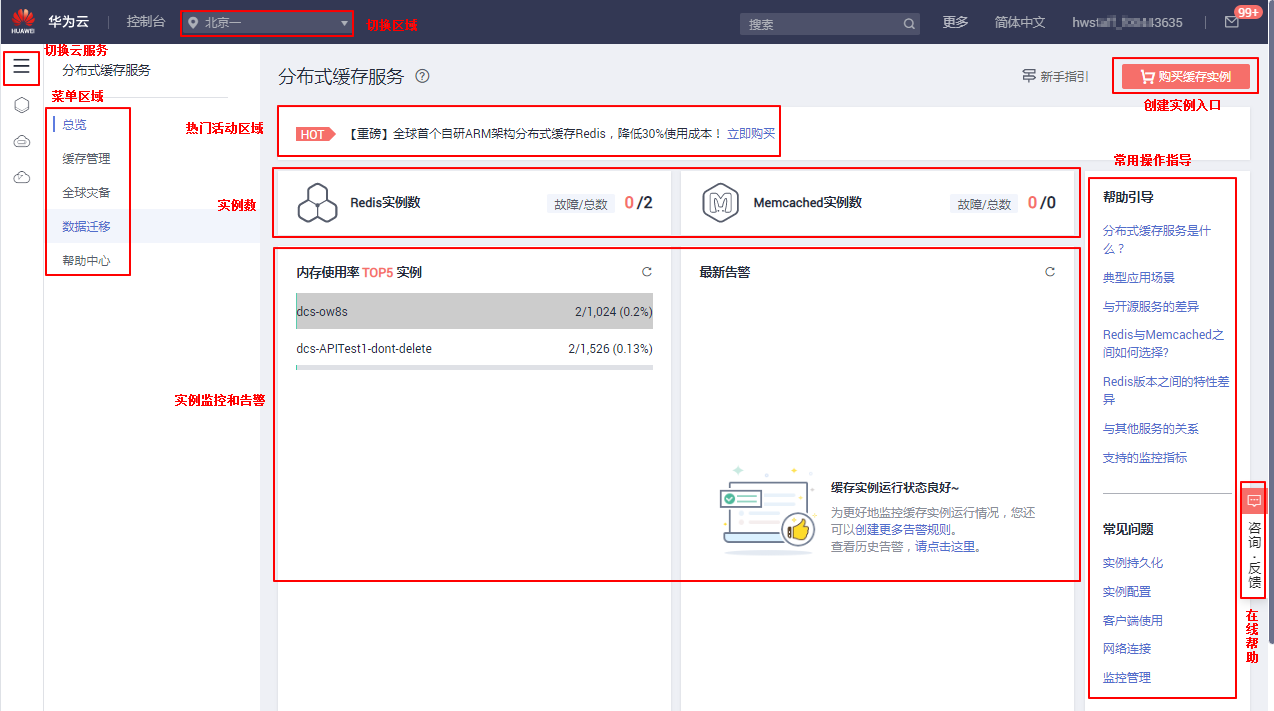 HUAWEI
华为云
控制台
北京一
切换区域
搜索
更多
简体中文
99+
切换云服务
分布式缓存服务
菜单区域
总览
缓存管理
全球灾备
数据迁移
帮助中心
分布式缓存服务
?
新手指引
购买缓存实例
创建实例入口
热门活动区域
HOT
【重磅】全球首个自研ARM架构分布式缓存Redis，降低30%使用成本！ 立即购买
实例数
Redis实例数
故障/总数
0/2
Memcached实例数
故障/总数
0/0
实例监控和告警
内存使用率 TOP5 实例
dcs-ow8s
2/1,024 (0.2%)
dcs-APITest1-dont-delete
2/1,526 (0.13%)
最新告警
缓存实例运行状态良好~
为更好地监控缓存实例运行情况，您还
可以创建更多告警规则。
查看历史告警，请点击这里。
常用操作指导
帮助引导
分布式缓存服务是什
么？
典型应用场景
与开源服务的差异
Redis与Memcached之
间如何选择?
Redis版本之间的特性差
异
与其他服务的关系
支持的监控指标
常见问题
实例持久化
实例配置
客户端使用
网络连接
监控管理
咨询·反馈
在线帮助